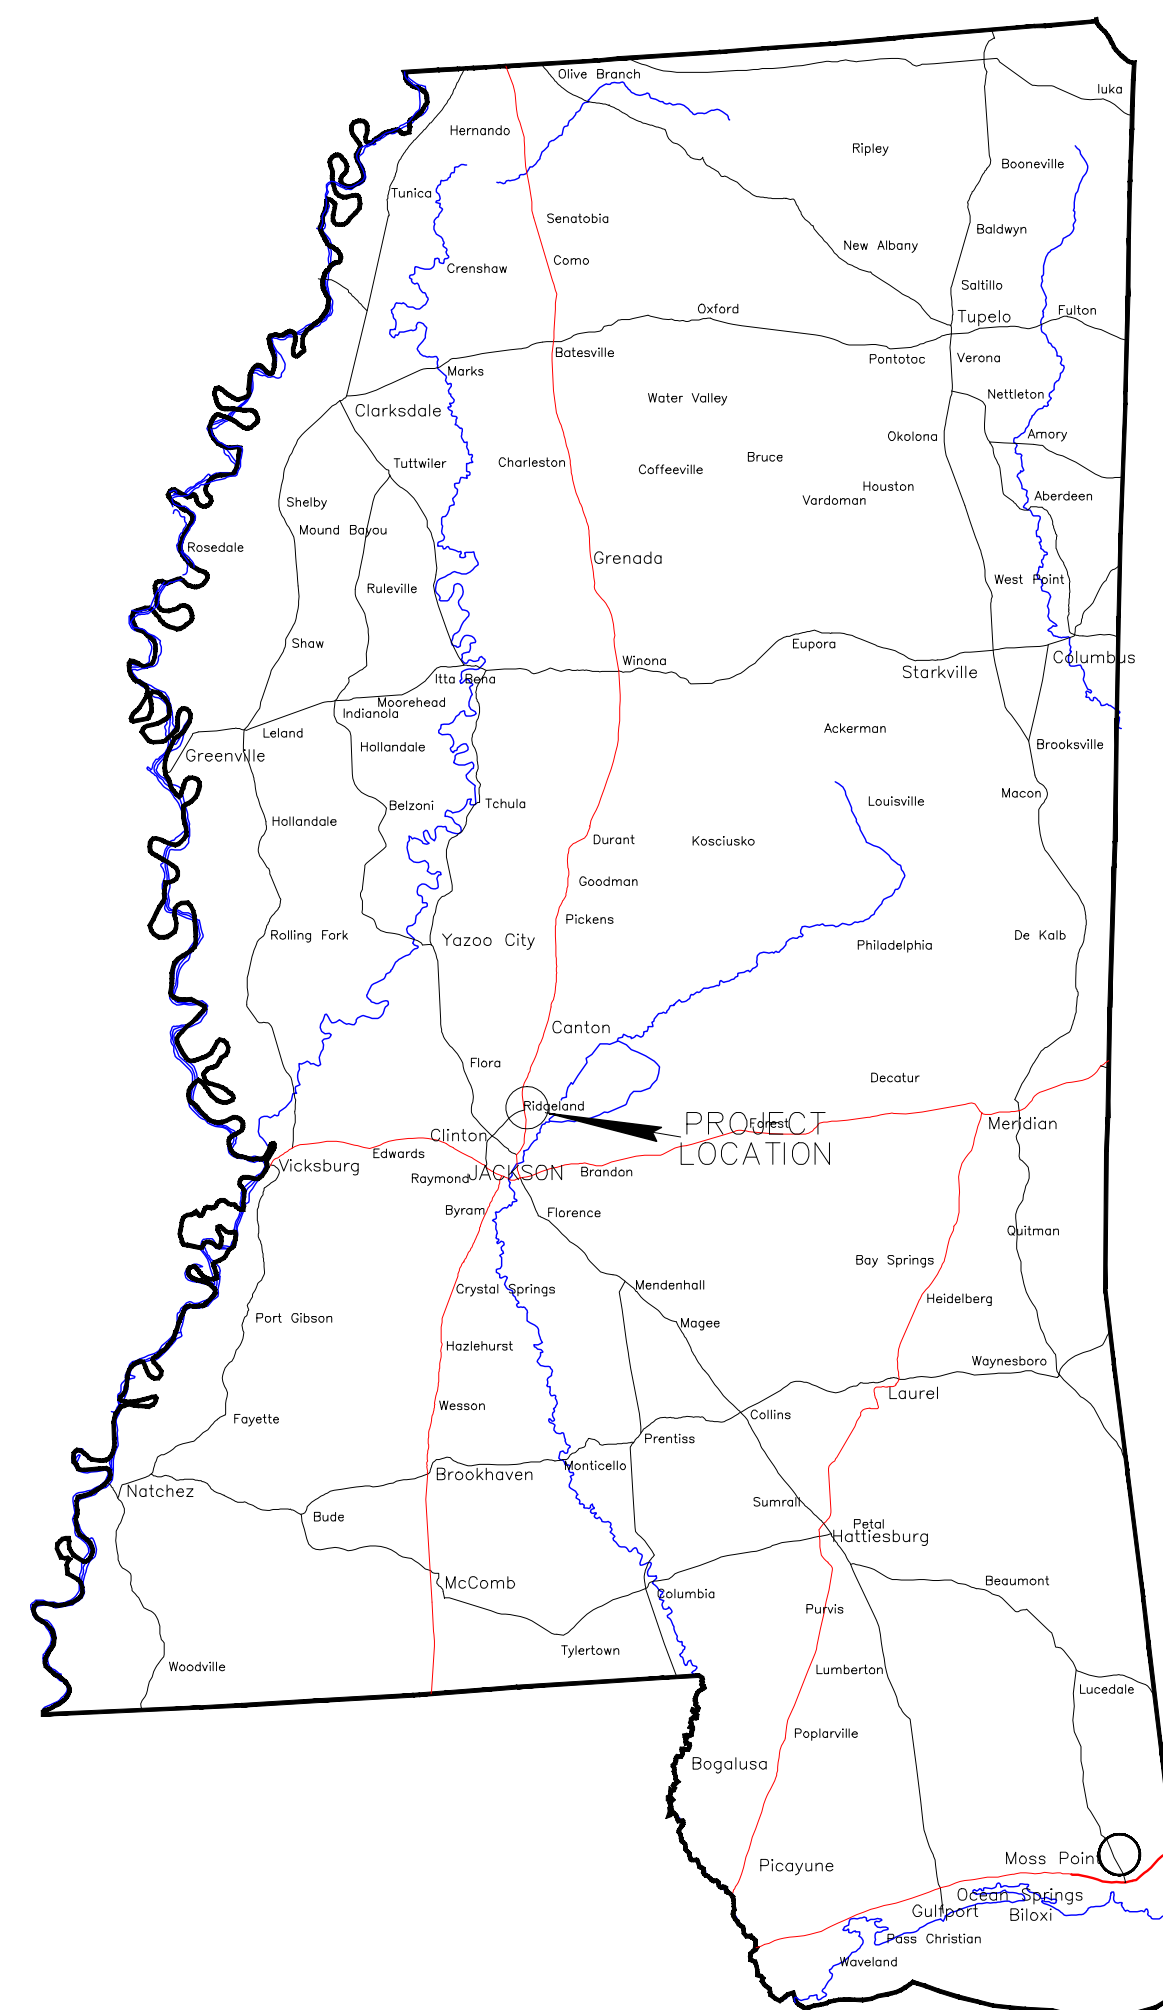 Olive Branch
Iuka
Hernando
Ripley
Booneville
Tunica
Senatobia
Baldwyn
New Albany
Como
Crenshaw
Saltillo
Oxford
Fulton
Tupelo
Batesville
Pontotoc
Verona
Marks
Nettleton
Water Valley
Clarksdale
Okolona
Amory
Tuttwiler
Charleston
Coffeeville
Bruce
Houston
Vardoman
Aberdeen
Shelby
Mound Bayou
Rosedale
Grenada
West Point
Ruleville
Shaw
Eupora
Winona
Columbus
Starkville
Itta Bena
Moorehead
Indianola
Ackerman
Leland
Hollandale
Brooksville
Greenville
Macon
Louisville
Belzoni
Tchula
Hollandale
Durant
Kosciusko
Goodman
Pickens
Rolling Fork
De Kalb
Yazoo City
Philadelphia
Canton
Flora
Decatur
Ridgeland
PROJECT
LOCATION
Forest
Meridian
Clinton
Edwards
Vicksburg
Raymond
JACKSON
Brandon
Byram
Florence
Quitman
Bay Springs
Crystal Springs
Mendenhall
Heidelberg
Port Gibson
Magee
Hazlehurst
Waynesboro
Laurel
Wesson
Collins
Fayette
Prentiss
Monticello
Brookhaven
Natchez
Sumrall
Bude
Petal
Hattiesburg
McComb
Beaumont
Columbia
Purvis
Tylertown
Woodville
Lumberton
Lucedale
Poplarville
Bogalusa
Moss Point
Picayune
Ocean Springs
Gulfport
Biloxi
Pass Christian
Waveland